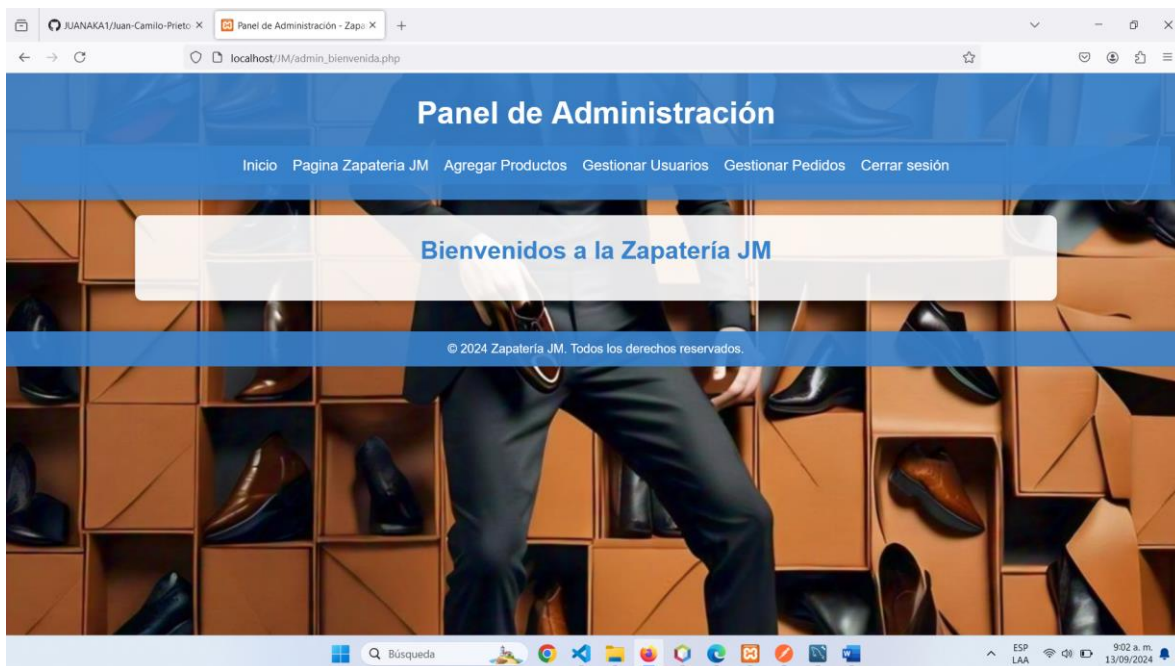 JUANAKA1/Juan-Camilo-Prieto
Panel de Administración - Zapa
localhost/JM/admin_bienvenida.php
Panel de Administración
Inicio Pagina Zapateria JM Agregar Productos Gestionar Usuarios Gestionar Pedidos Cerrar sesión
Bienvenidos a la Zapatería JM
© 2024 Zapatería JM. Todos los derechos reservados.
Búsqueda
ESP
LAA
9:02 a. m.
13/09/2024